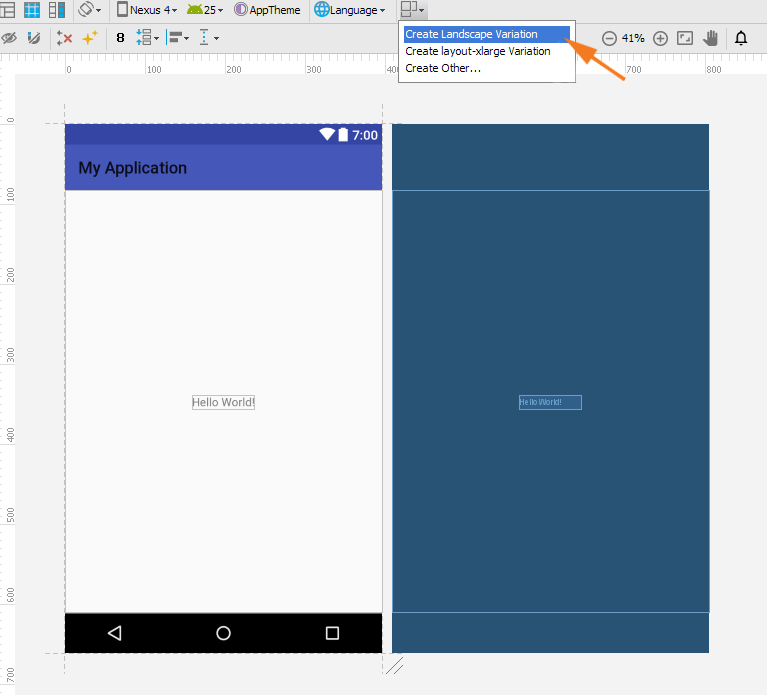 Nexus 4 25 AppTheme Language
Create Landscape Variation
Create layout-xlarge Variation
Create Other...
8 41%
0 100 200 300 400 700 800
0
100
200
300
400
500
600
700
7:00
My Application
Hello World!
Hello World!